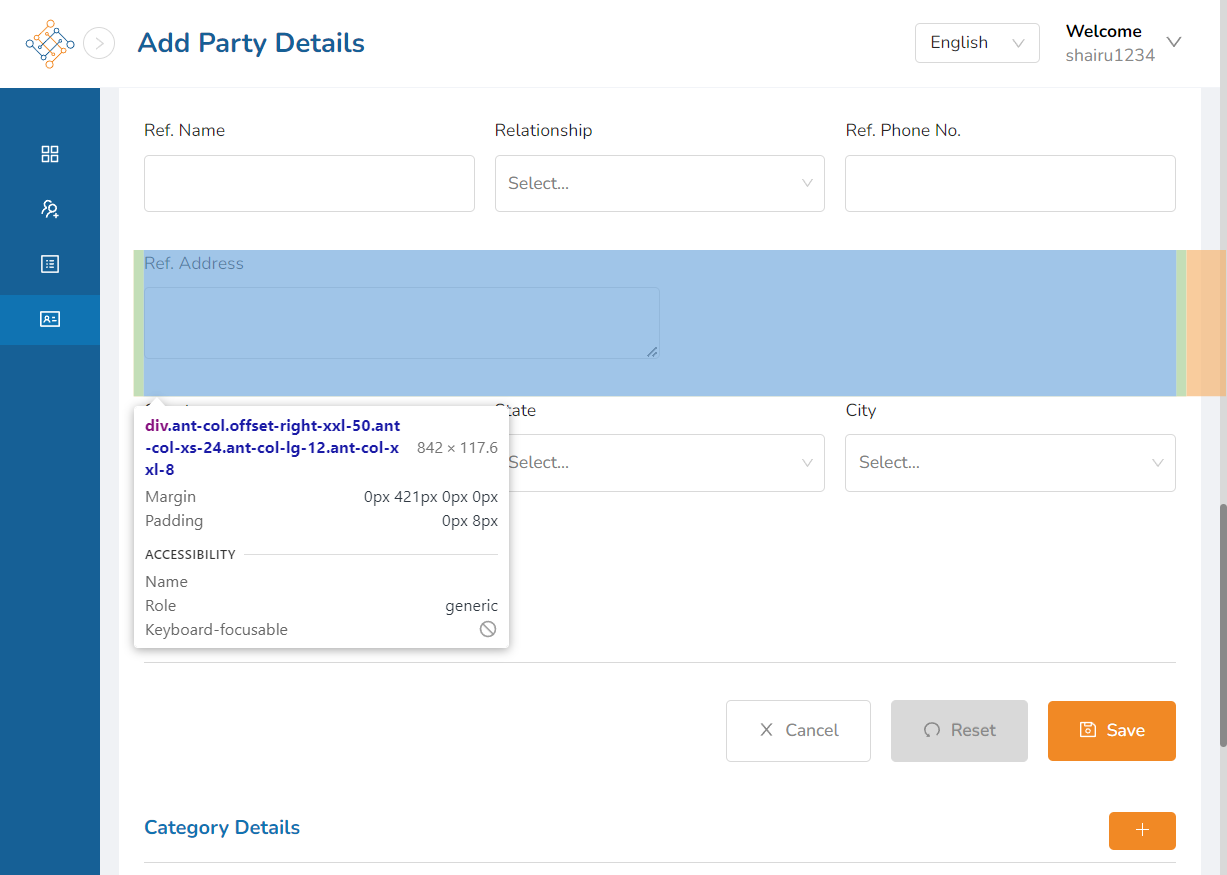 Add Party Details
English
Welcome
shairu1234
Ref. Name
Relationship
Ref. Phone No.
Select...
Ref. Address
State
City
Select...
Select...
div.ant-col.offset-right-xxl-50.ant
-col-xs-24.ant-col-lg-12.ant-col-x
xl-8
842 × 117.6
Margin
0px 421px 0px 0px
Padding
0px 8px
ACCESSIBILITY
Name
Role
generic
Keyboard-focusable
Cancel
Reset
Save
Category Details
+